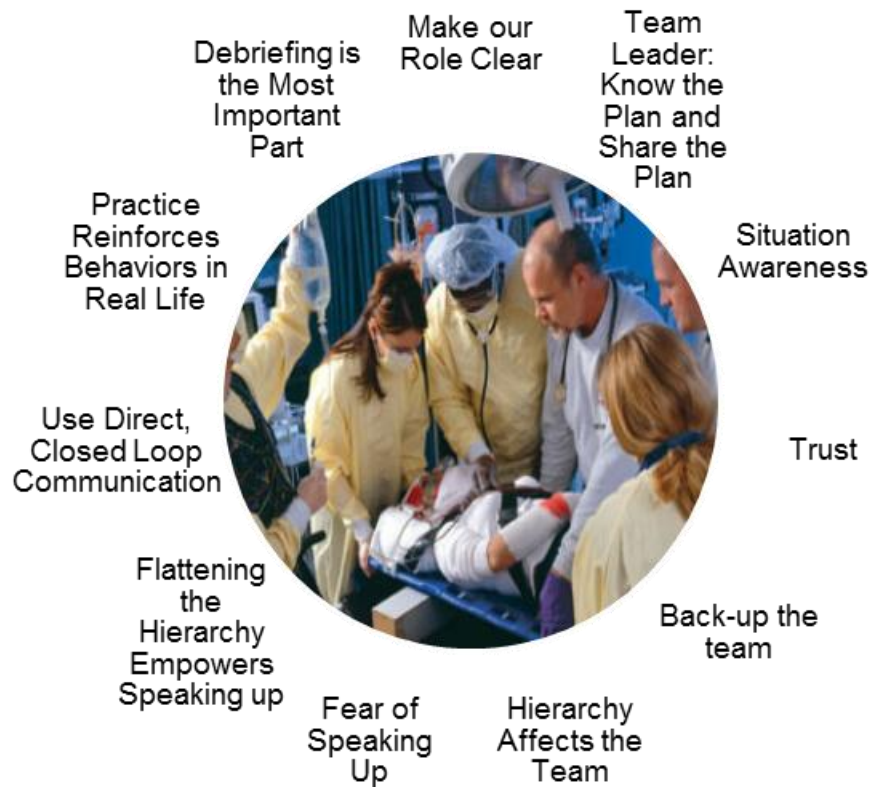 Make our
Role Clear
Team
Leader:
Know the
Plan and
Share the
Plan
Situation
Awareness
Trust
Back-up the
team
Hierarchy
Affects the
Team
Fear of
Speaking
Up
Flattening
the
Hierarchy
Empowers
Speaking up
Use Direct,
Closed Loop
Communication
Practice
Reinforces
Behaviors in
Real Life
Debriefing is
the Most
Important
Part